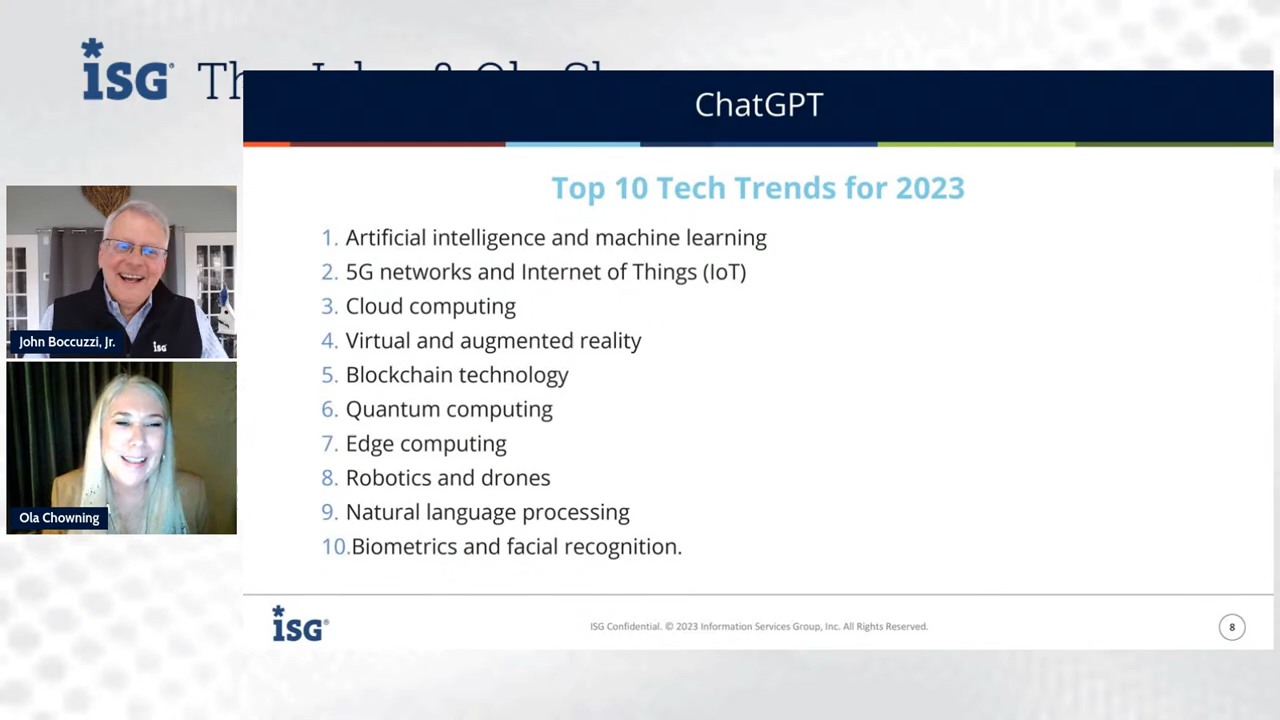 iSG
ChatGPT
Top 10 Tech Trends for 2023
1. Artificial intelligence and machine learning
2. 5G networks and Internet of Things (IoT)
3. Cloud computing
4. Virtual and augmented reality
5. Blockchain technology
6. Quantum computing
7. Edge computing
8. Robotics and drones
9. Natural language processing
10.Biometrics and facial recognition.
iSG
John Boccuzzi, Jr.
Ola Chowning
iSG®
ISG Confidential. © 2023 Information Services Group, Inc. All Rights Reserved.
8